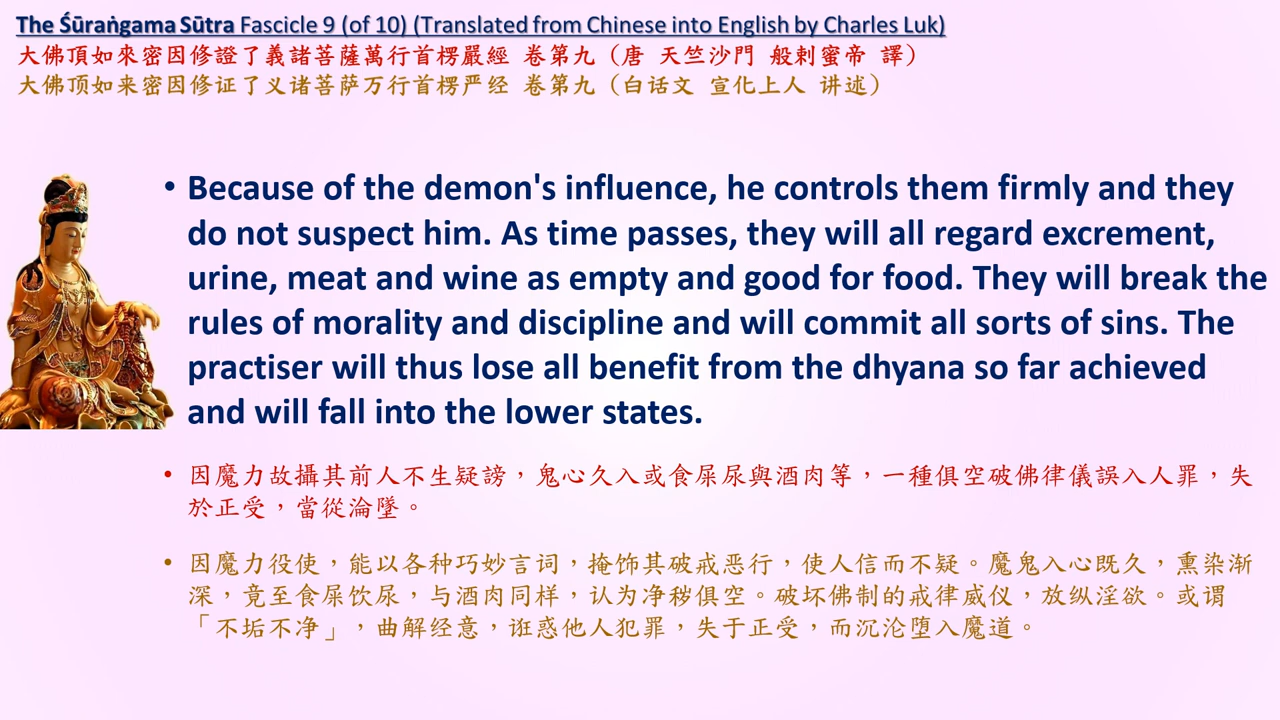 The Śūraṅgama Sūtra Fascicle 9 (of 10) (Translated from Chinese into English by Charles Luk)
大佛頂如來密因修證了義諸菩薩萬行首楞嚴經 卷第九（唐 天竺沙門 般剌蜜帝 譯）
大佛顶如来密因修证了义诸菩萨万行首楞严经 卷第九（白话文 宣化上人 讲述）
• Because of the demon's influence, he controls them firmly and they
do not suspect him. As time passes, they will all regard excrement,
urine, meat and wine as empty and good for food. They will break the
rules of morality and discipline and will commit all sorts of sins. The
practiser will thus lose all benefit from the dhyana so far achieved
and will fall into the lower states.
• 因魔力故攝其前人不生疑謗，鬼心久入或食屎尿與酒肉等，一種俱空破佛律儀誤入人罪，失
於正受，當從淪墜。
• 因魔力役使，能以各种巧妙言词，掩饰其破戒恶行，使人信而不疑。魔鬼入心既久，熏染渐
深，竟至食屎饮尿，与酒肉同样，认为净秽俱空。破坏佛制的戒律威仪，放纵淫欲。或谓
「不垢不净」，曲解经意，诳惑他人犯罪，失于正受，而沉沦堕入魔道。